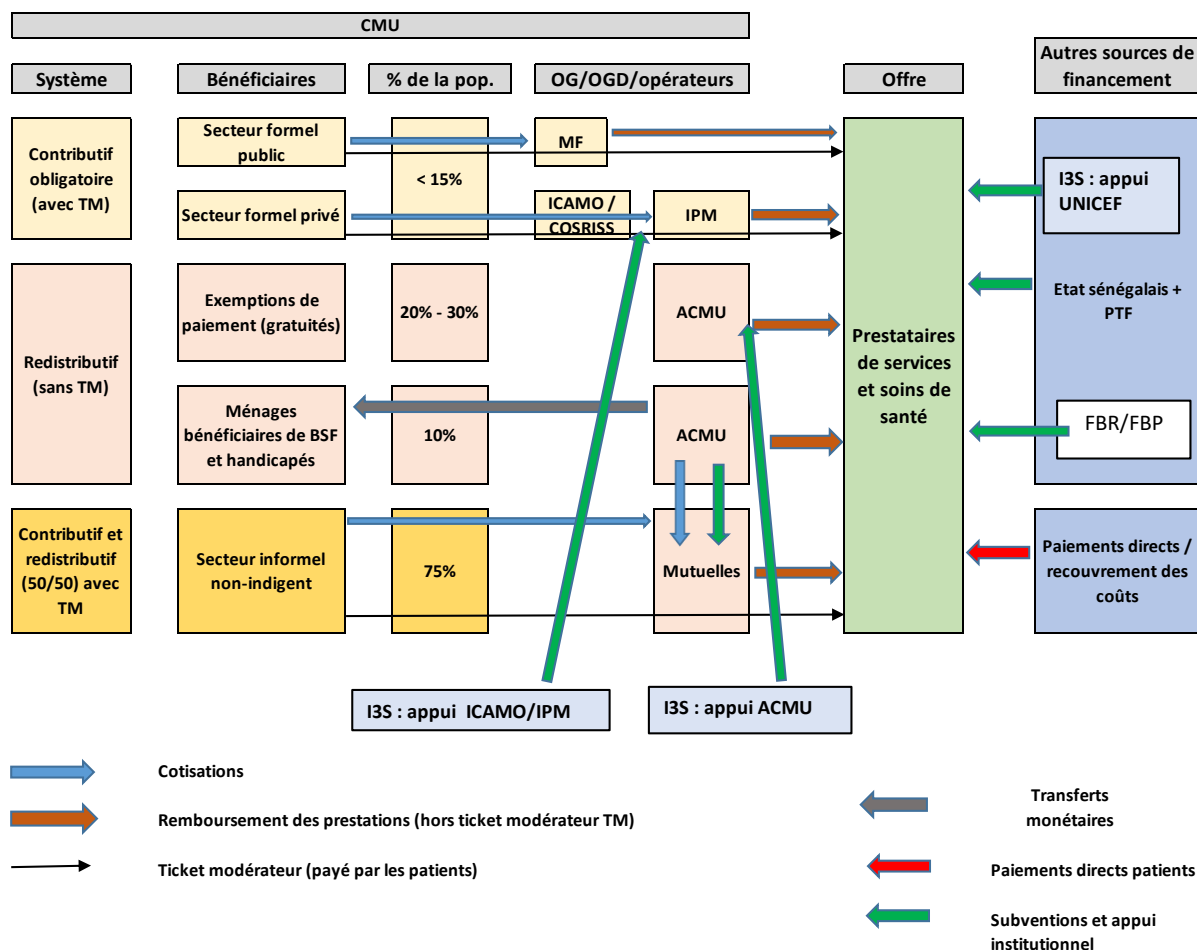 CMU
Autres sources de
financement
Système
Bénéficiaires
% de la pop.
OG/OGD/opérateurs
Offre
Contributif
obligatoire
(avec TM)
Secteur formel
public
< 15%
MF
Secteur formel privé
ICAMO /
COSRISS
IPM
I3S : appui
UNICEF
Redistributif
(sans TM)
Exemptions de
paiement (gratuités)
20% - 30%
ACMU
Prestataires
de services
et soins de
santé
Etat sénégalais +
PTF
Ménages
bénéficiaires de BSF
et handicapés
10%
ACMU
FBR/FBP
Contributif et
redistributif
(50/50) avec
TM
Secteur informel
non-indigent
75%
Mutuelles
Paiements directs /
recouvrement des
coûts
I3S : appui ICAMO/IPM
I3S : appui ACMU
Cotisations
Remboursement des prestations (hors ticket modérateur TM)
Ticket modérateur (payé par les patients)
Transferts
monétaires
Paiements directs patients
Subventions et appui
institutionnel